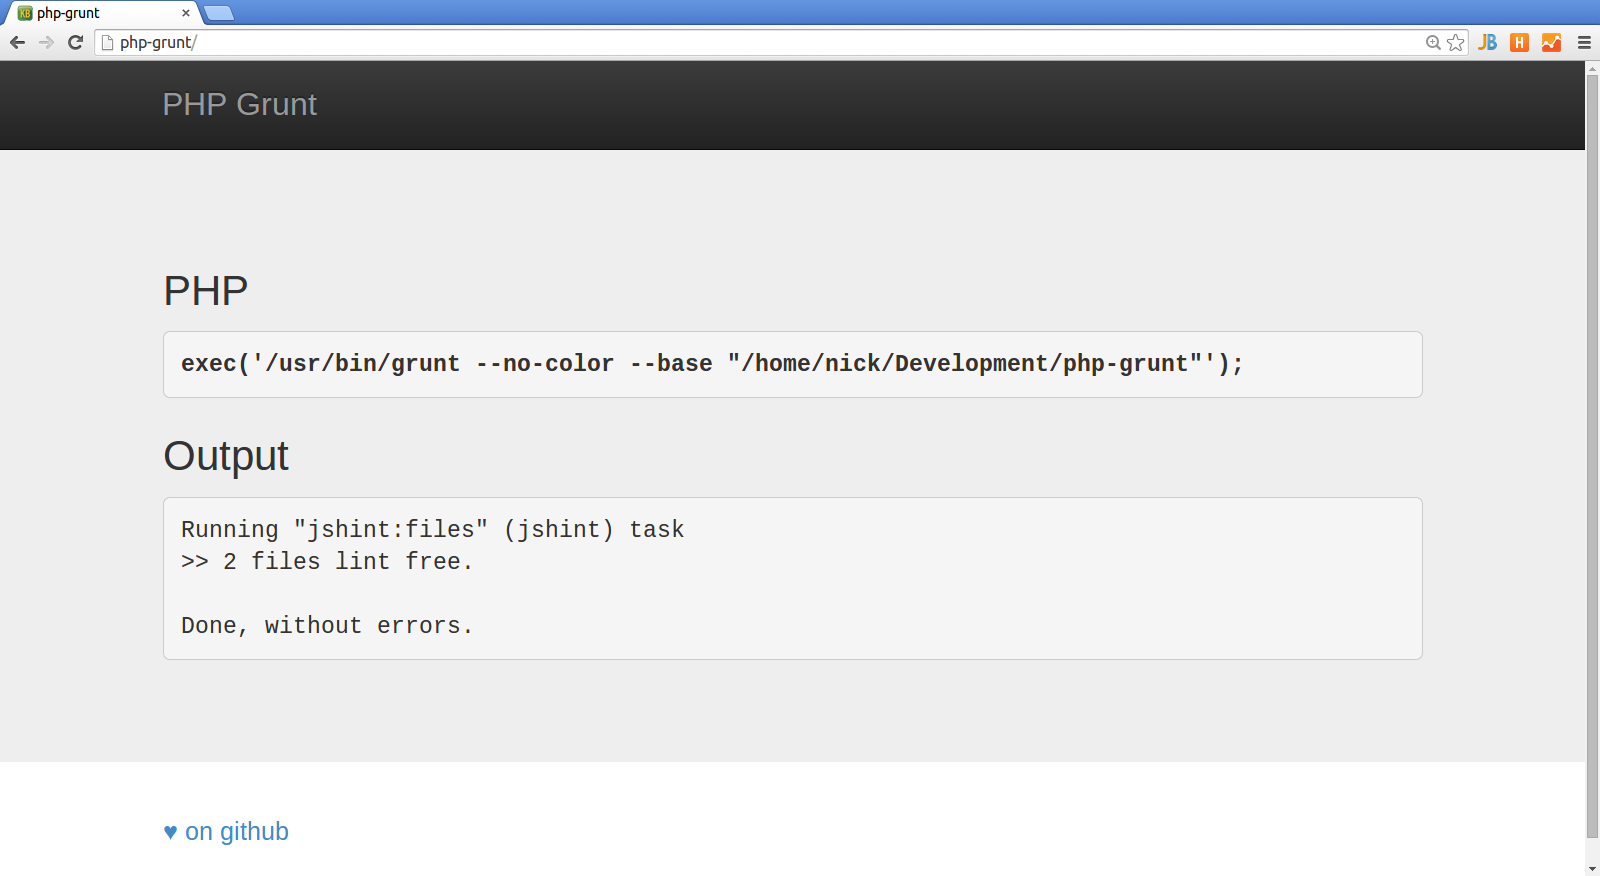 KB php-grunt
php-grunt/
JB H
PHP Grunt
PHP
exec('/usr/bin/grunt --no-color --base "/home/nick/Development/php-grunt"');
Output
Running "jshint:files" (jshint) task
>> 2 files lint free.
Done, without errors.
♥ on github